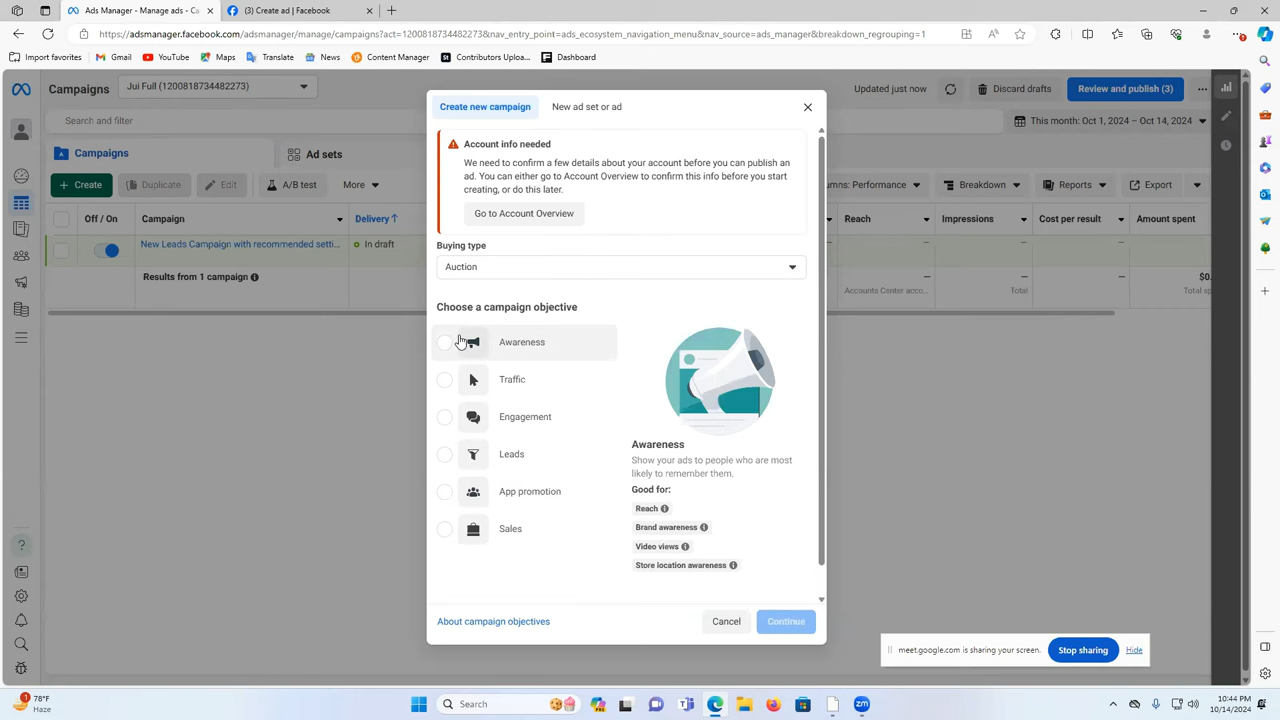 Ads Manager - Manage ads - Ca
(3) Create ad | Facebook
https://adsmanager.facebook.com/adsmanager/manage/campaigns?act=1200818734482273&nav_entry_point=ads_ecosystem_navigation_menu&nav_source=ads_manager&breakdown_regrouping=1
Import favorites
Gmail
YouTube
Maps
Translate
News
Content Manager
Contributors Uploa...
Dashboard
Campaigns
Jui Full (1200818734482273)
Updated just now
Discard drafts
Review and publish (3)
Search and filter
This month: Oct 1, 2024 – Oct 14, 2024
Campaigns
Ad sets
+ Create
Duplicate
Edit
A/B test
More
mns: Performance
Breakdown
Reports
Export
Off / On
Campaign
Delivery ↑
Reach
Impressions
Cost per result
Amount spent
New Leads Campaign with recommended setti...
In draft
Results from 1 campaign
Accounts Center acco...
Total
$0.
Total sp
Create new campaign
New ad set or ad
Account info needed
We need to confirm a few details about your account before you can publish an
ad. You can either go to Account Overview to confirm this info before you start
creating, or do this later.
Go to Account Overview
Buying type
Auction
Choose a campaign objective
Awareness
Traffic
Engagement
Leads
App promotion
Sales
Awareness
Show your ads to people who are most
likely to remember them.
Good for:
Reach
Brand awareness
Video views
Store location awareness
About campaign objectives
Cancel
Continue
meet.google.com is sharing your screen.
Stop sharing
Hide
1
78°F
Haze
Search
zm
10:44 PM
10/14/2024